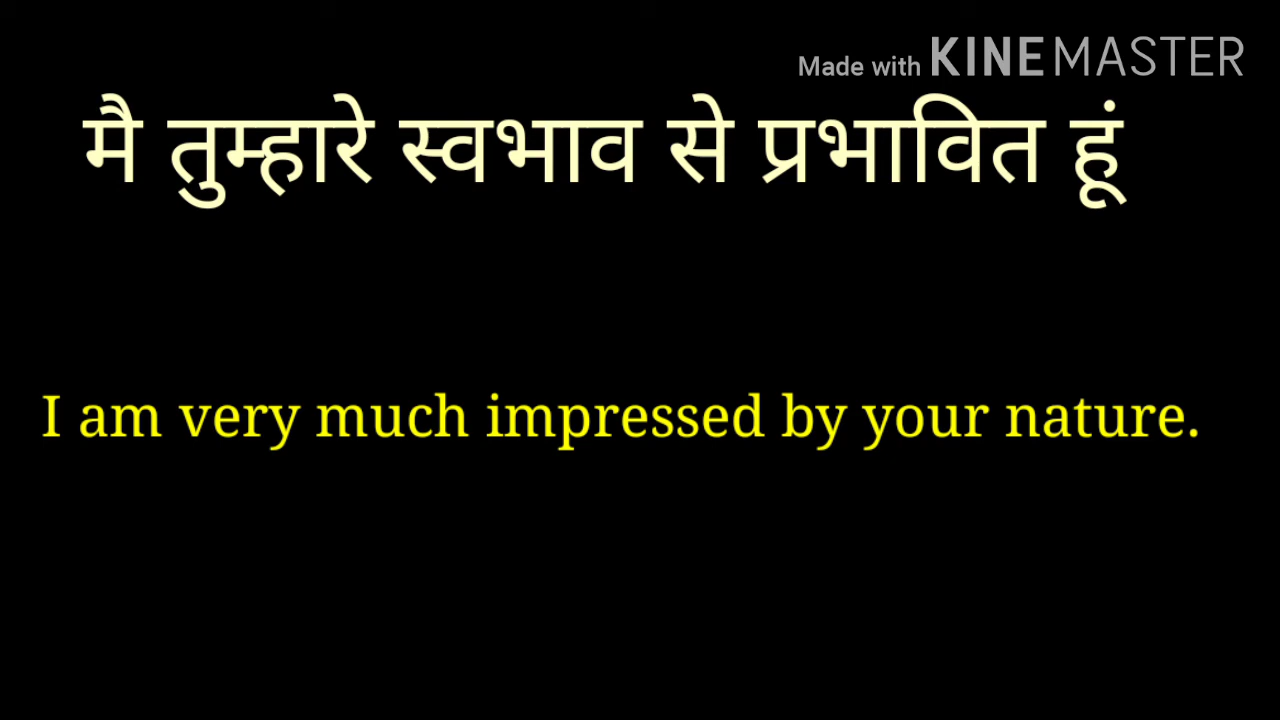 Made with KINEMASTER
मै तुम्हारे स्वभाव से प्रभावित हूं
I am very much impressed by your nature.